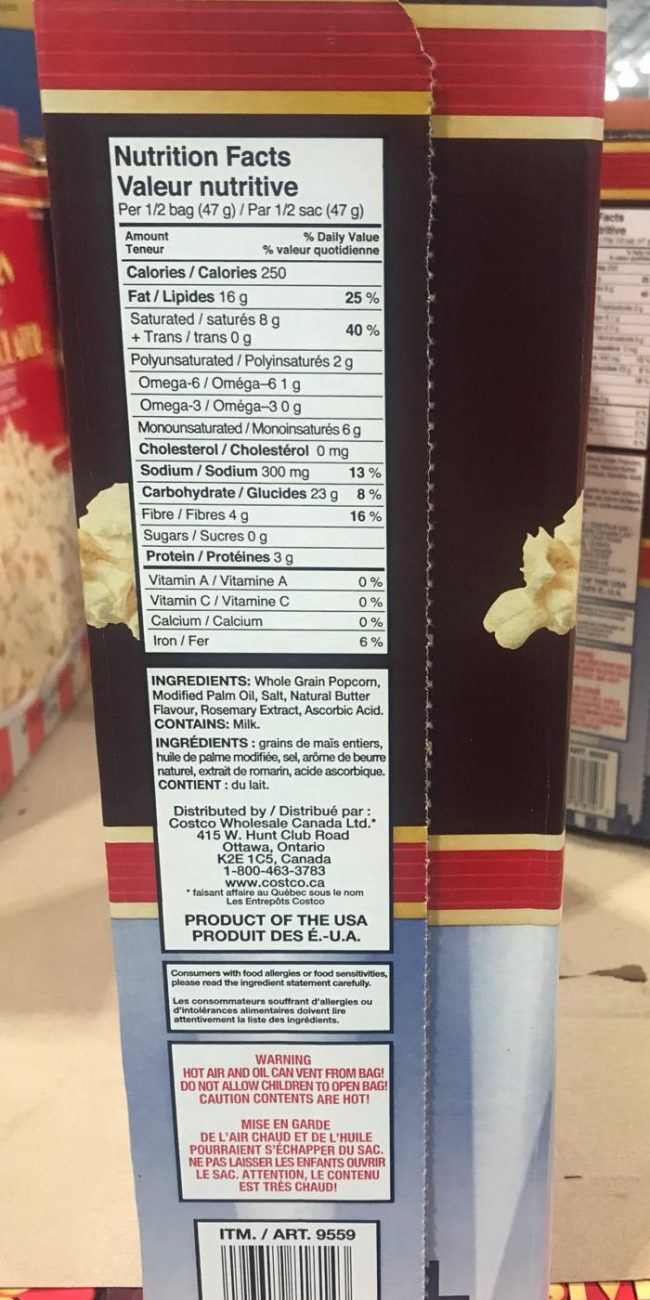 Nutrition Facts
Valeur nutritive
Per 1/2 bag (47 g) / Par 1/2 sac (47 g)
Amount % Daily Value
Teneur % valeur quotidienne
Calories / Calories 250
Fat / Lipides 16 g 25 %
Saturated / saturés 8 g
+ Trans / trans 0 g 40 %
Polyunsaturated / Polyinsaturés 2 g
Omega-6 / Oméga–6 1 g
Omega-3 / Oméga–3 0 g
Monounsaturated / Monoinsaturés 6 g
Cholesterol / Cholestérol 0 mg
Sodium / Sodium 300 mg 13 %
Carbohydrate / Glucides 23 g 8 %
Fibre / Fibres 4 g 16 %
Sugars / Sucres 0 g
Protein / Protéines 3 g
Vitamin A / Vitamine A 0 %
Vitamin C / Vitamine C 0 %
Calcium / Calcium 0 %
Iron / Fer 6 %
INGREDIENTS: Whole Grain Popcorn,
Modified Palm Oil, Salt, Natural Butter
Flavour, Rosemary Extract, Ascorbic Acid.
CONTAINS: Milk.
INGRÉDIENTS : grains de maïs entiers,
huile de palme modifiée, sel, arôme de beurre
naturel, extrait de romarin, acide ascorbique.
CONTIENT : du lait.
Distributed by / Distribué par :
Costco Wholesale Canada Ltd.*
415 W. Hunt Club Road
Ottawa, Ontario
K2E 1C5, Canada
1-800-463-3783
www.costco.ca
* faisant affaire au Québec sous le nom
Les Entrepôts Costco
PRODUCT OF THE USA
PRODUIT DES É.-U.A.
Consumers with food allergies or food sensitivities,
please read the ingredient statement carefully.
Les consommateurs souffrant d'allergies ou
d'intolérances alimentaires doivent lire
attentivement la liste des ingrédients.
WARNING
HOT AIR AND OIL CAN VENT FROM BAG!
DO NOT ALLOW CHILDREN TO OPEN BAG!
CAUTION CONTENTS ARE HOT!
MISE EN GARDE
DE L'AIR CHAUD ET DE L'HUILE
POURRAIENT S'ÉCHAPPER DU SAC.
NE PAS LAISSER LES ENFANTS OUVRIR
LE SAC. ATTENTION, LE CONTENU
EST TRÈS CHAUD!
ITM. / ART. 9559
Facts